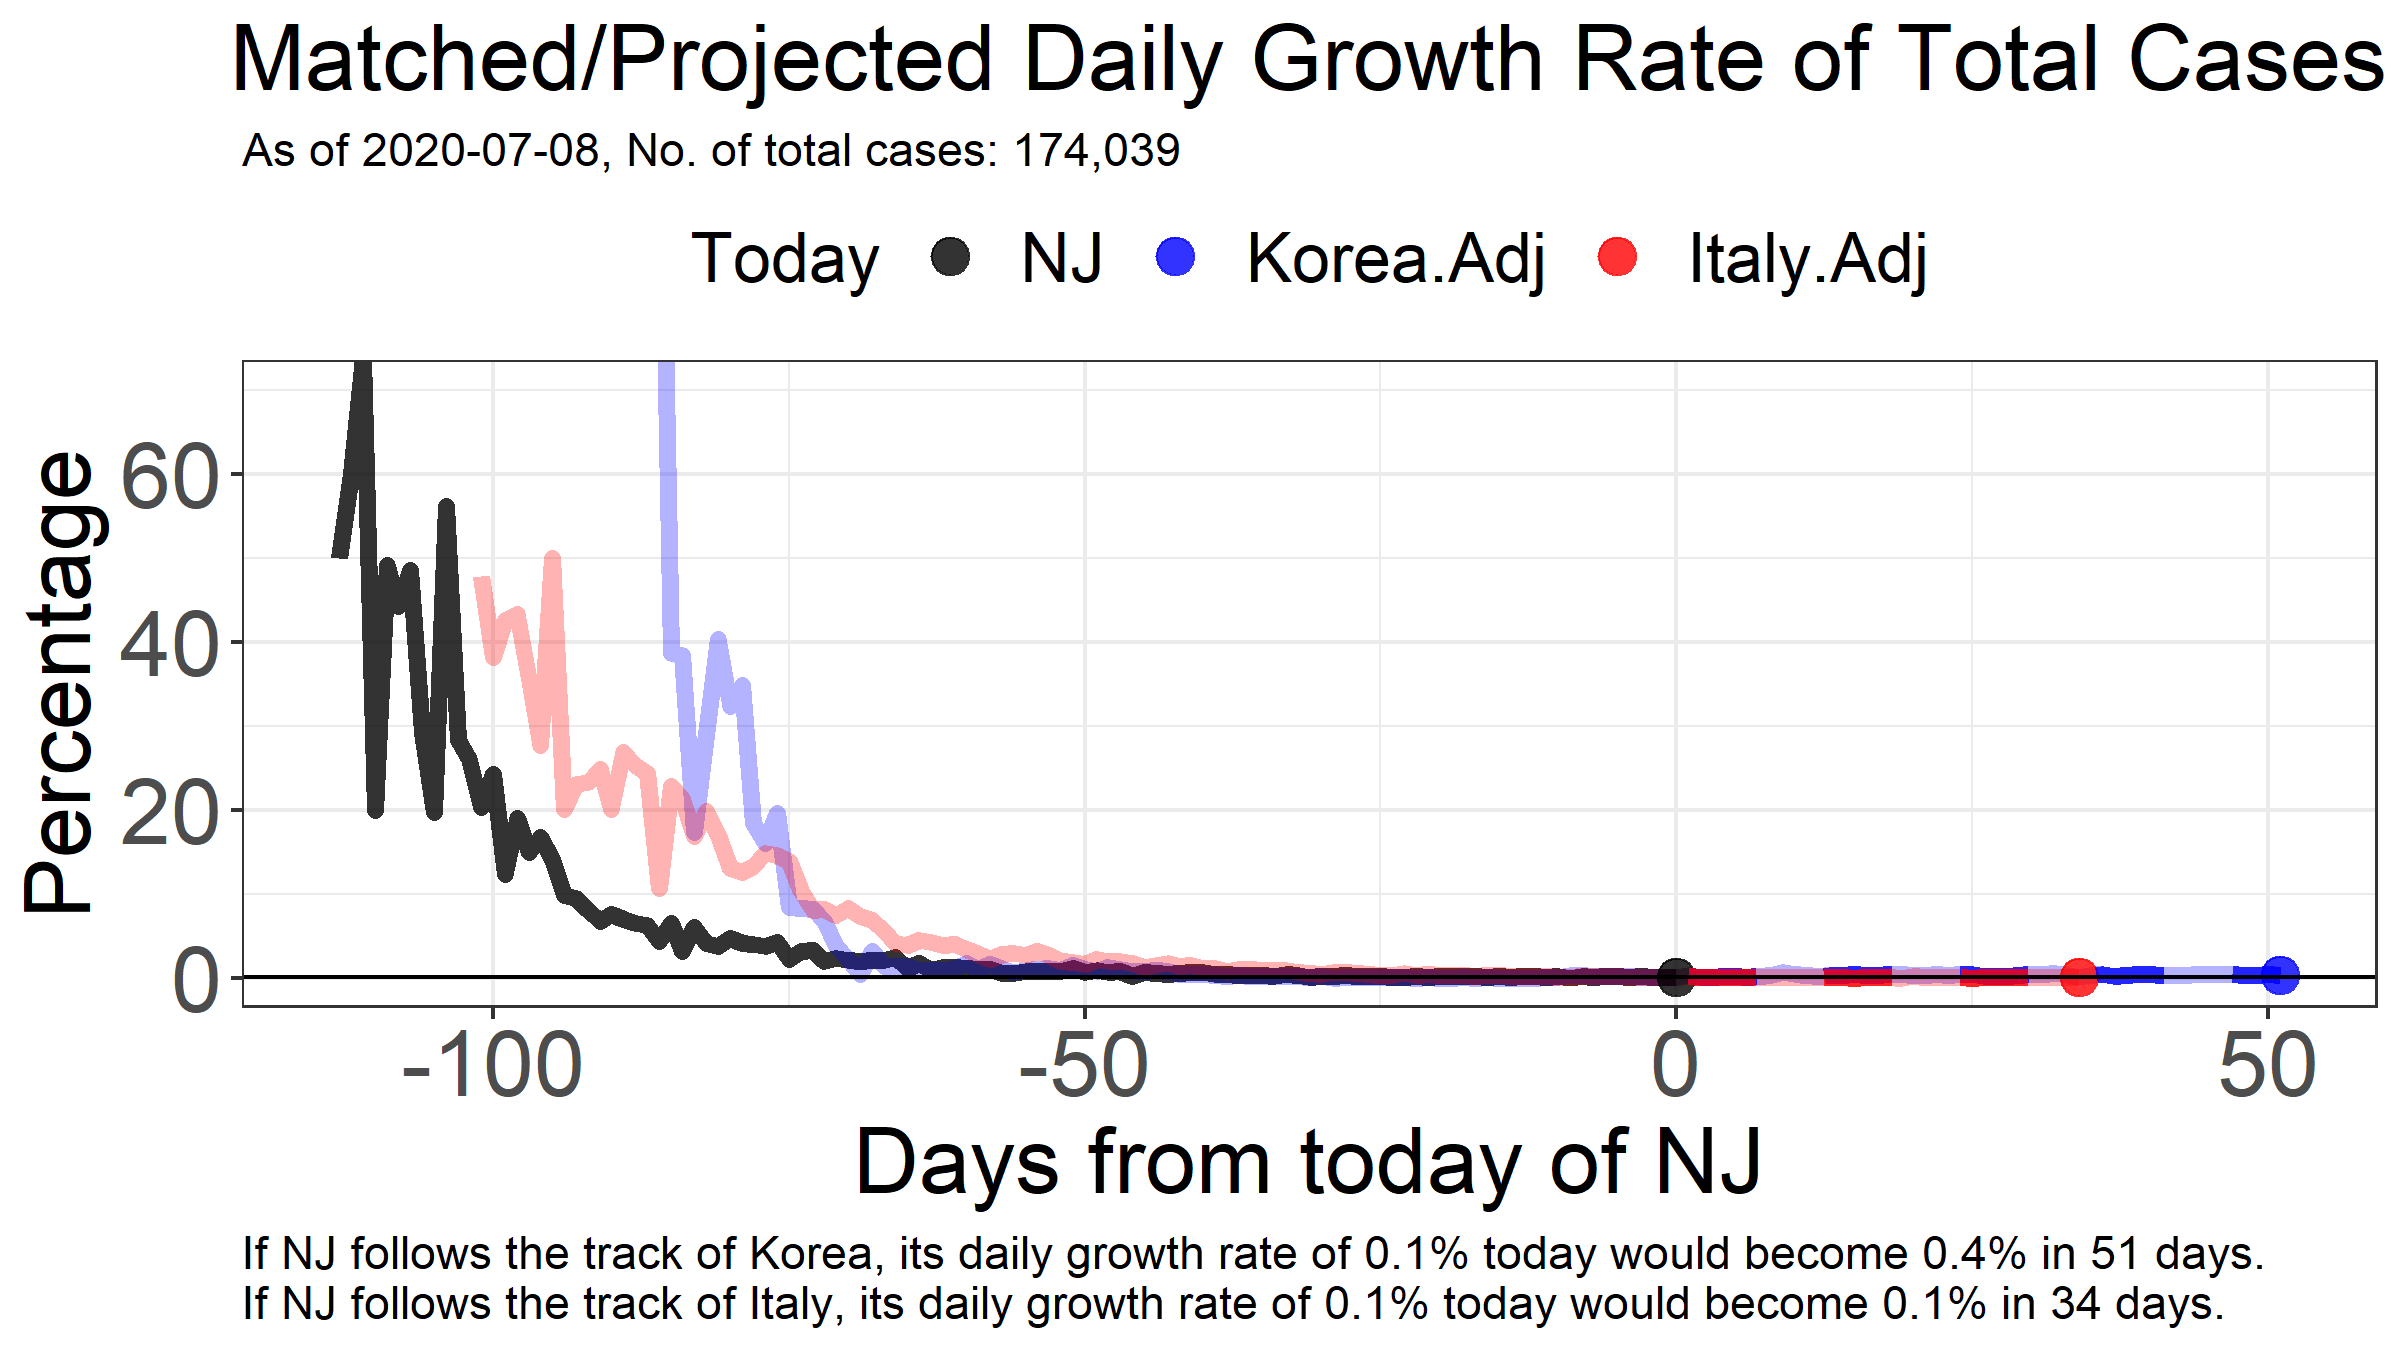 Matched/Projected Daily Growth Rate of Total Cases
As of 2020-07-08, No. of total cases: 174,039
Today NJ Korea.Adj Italy.Adj
Percentage
60
40
20
0
-100 -50 0 50
Days from today of NJ
If NJ follows the track of Korea, its daily growth rate of 0.1% today would become 0.4% in 51 days.
If NJ follows the track of Italy, its daily growth rate of 0.1% today would become 0.1% in 34 days.